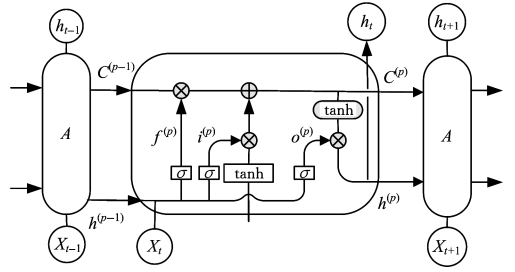 h_{t-1}
h_t
h_{t+1}
C^{(p-1)}
C^{(p)}
tanh
A
f^{(p)}
i^{(p)}
o^{(p)}
A
σ
σ
tanh
σ
h^{(p-1)}
h^{(p)}
X_{t-1}
X_t
X_{t+1}